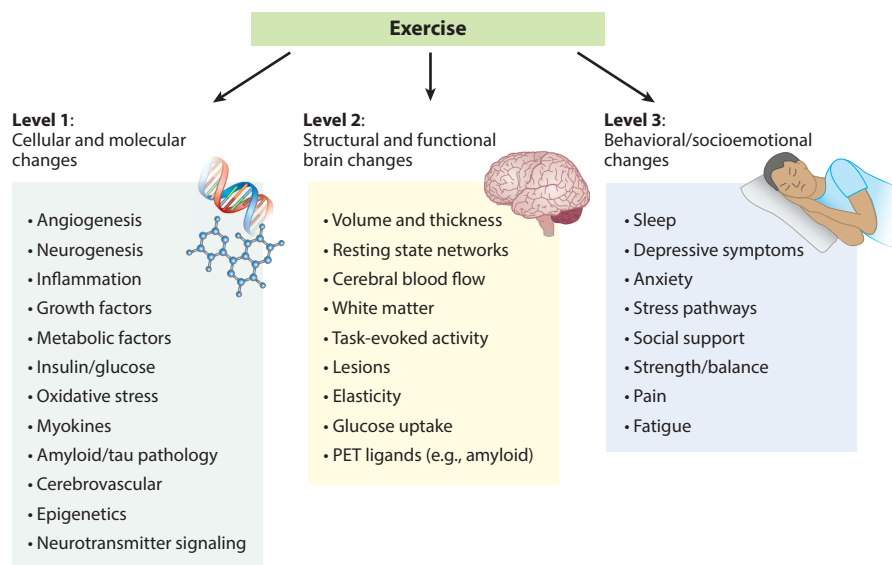 Exercise
Level 1:
Cellular and molecular
changes
• Angiogenesis
• Neurogenesis
• Inflammation
• Growth factors
• Metabolic factors
• Insulin/glucose
• Oxidative stress
• Myokines
• Amyloid/tau pathology
• Cerebrovascular
• Epigenetics
• Neurotransmitter signaling
Level 2:
Structural and functional
brain changes
• Volume and thickness
• Resting state networks
• Cerebral blood flow
• White matter
• Task-evoked activity
• Lesions
• Elasticity
• Glucose uptake
• PET ligands (e.g., amyloid)
Level 3:
Behavioral/socioemotional
changes
• Sleep
• Depressive symptoms
• Anxiety
• Stress pathways
• Social support
• Strength/balance
• Pain
• Fatigue